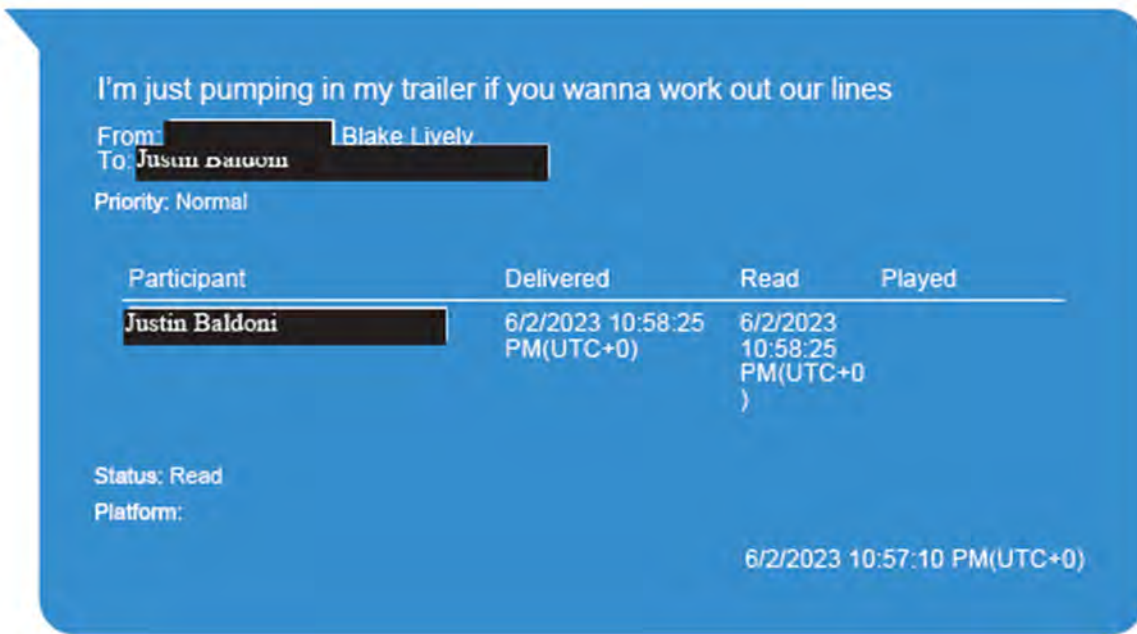 I'm just pumping in my trailer if you wanna work out our lines
From: Blake Lively
To: Justin Baldoni
Priority: Normal
Participant Delivered Read Played
Justin Baldoni 6/2/2023 10:58:25 6/2/2023
PM(UTC+0) 10:58:25
PM(UTC+0
)
Status: Read
Platform:
6/2/2023 10:57:10 PM(UTC+0)